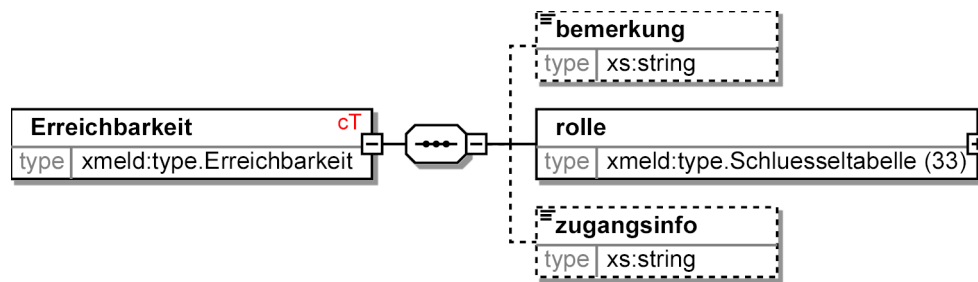 bemerkung
type xs:string
Erreichbarkeit cT
type xmeld:type.Erreichbarkeit
rolle
type xmeld:type.Schluesseltabelle (33)
zugangsinfo
type xs:string